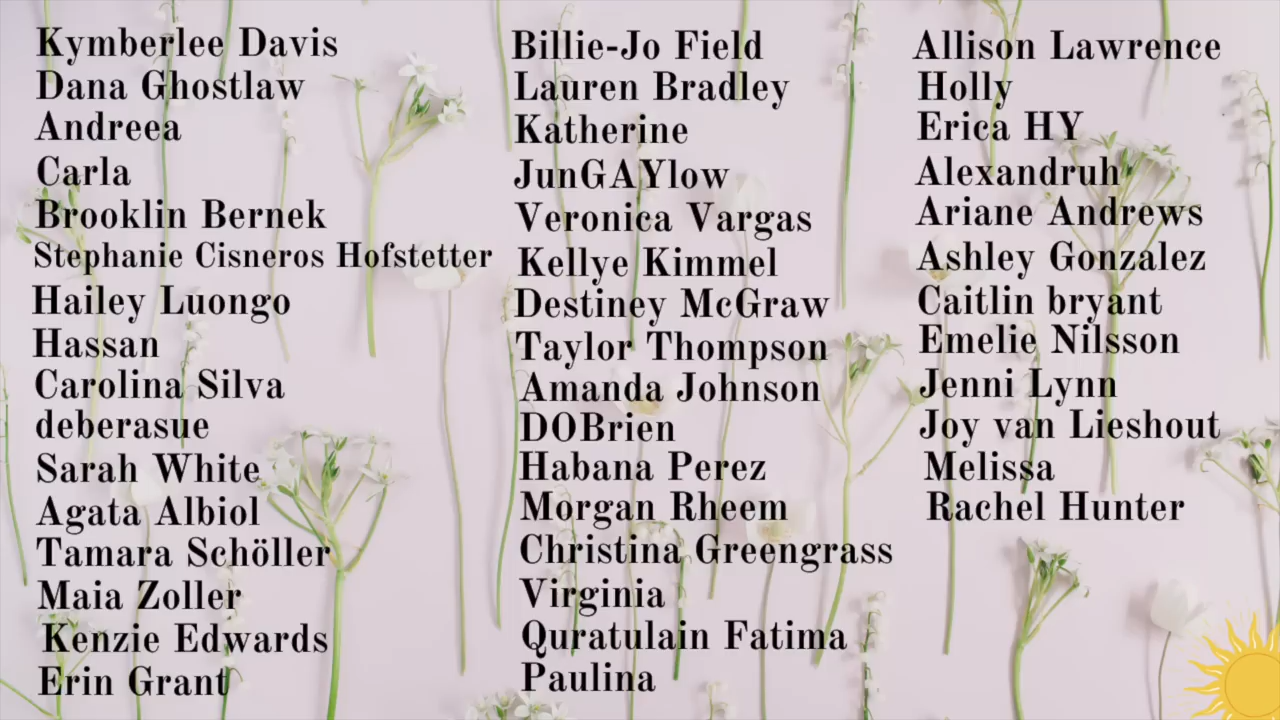 Kymberlee Davis
Dana Ghostlaw
Andreea
Carla
Brooklin Bernek
Stephanie Cisneros Hofstetter
Hailey Luongo
Hassan
Carolina Silva
deberasue
Sarah White
Agata Albiol
Tamara Schöller
Maia Zoller
Kenzie Edwards
Erin Grant
Billie-Jo Field
Lauren Bradley
Katherine
JunGAYlow
Veronica Vargas
Kellye Kimmel
Destiney McGraw
Taylor Thompson
Amanda Johnson
DOBrien
Habana Perez
Morgan Rheem
Christina Greengrass
Virginia
Quratulain Fatima
Paulina
Allison Lawrence
Holly
Erica HY
Alexandruh
Ariane Andrews
Ashley Gonzalez
Caitlin bryant
Emelie Nilsson
Jenni Lynn
Joy van Lieshout
Melissa
Rachel Hunter